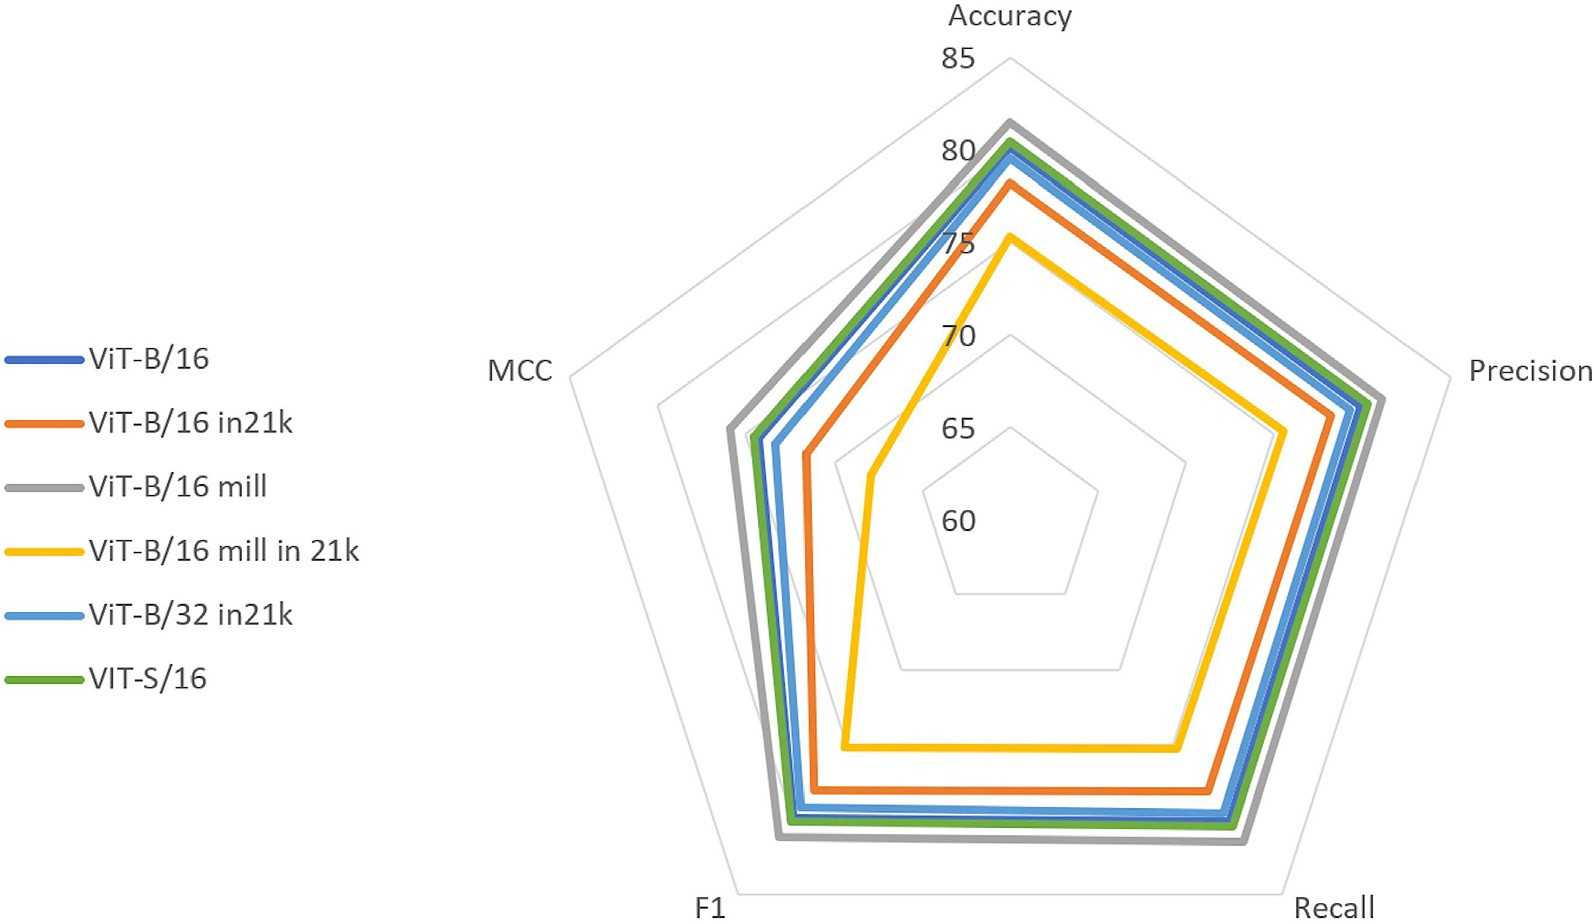 Accuracy
85
80
75
70
65
60
MCC
Precision
F1
Recall
ViT-B/16
ViT-B/16 in21k
ViT-B/16 mill
ViT-B/16 mill in 21k
ViT-B/32 in21k
VIT-S/16